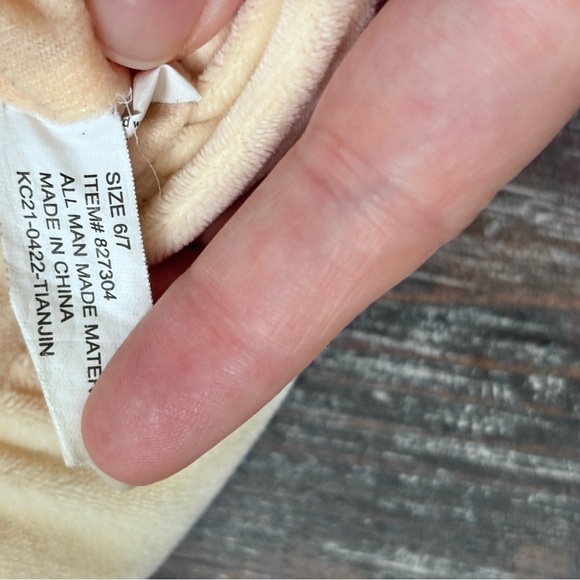 SIZE 6/7
ITEM# 827304
ALL MAN MADE
MADE IN CHINA
KC21-0422-TIANJIN